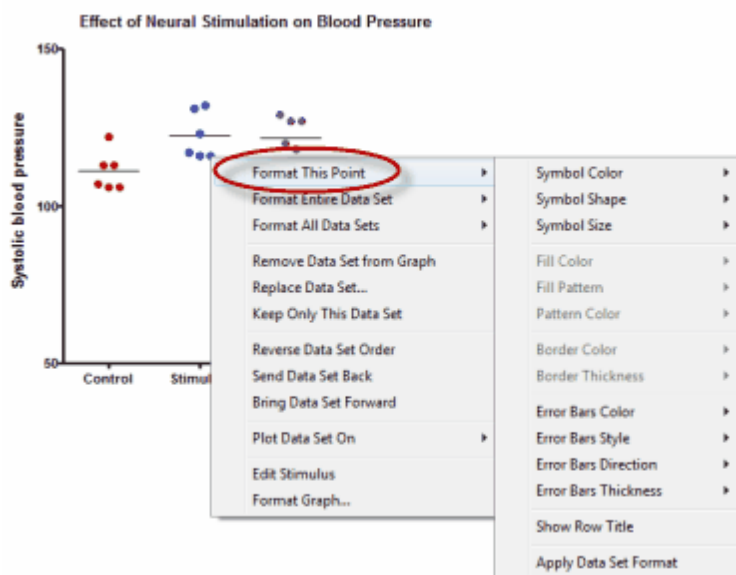 Effect of Neural Stimulation on Blood Pressure
150
100
50
Systolic blood pressure
Control
Stimul
Format This Point
Format Entire Data Set
Format All Data Sets
Remove Data Set from Graph
Replace Data Set...
Keep Only This Data Set
Reverse Data Set Order
Send Data Set Back
Bring Data Set Forward
Plot Data Set On
Edit Stimulus
Format Graph...
Symbol Color
Symbol Shape
Symbol Size
Fill Color
Fill Pattern
Pattern Color
Border Color
Border Thickness
Error Bars Color
Error Bars Style
Error Bars Direction
Error Bars Thickness
Show Row Title
Apply Data Set Format